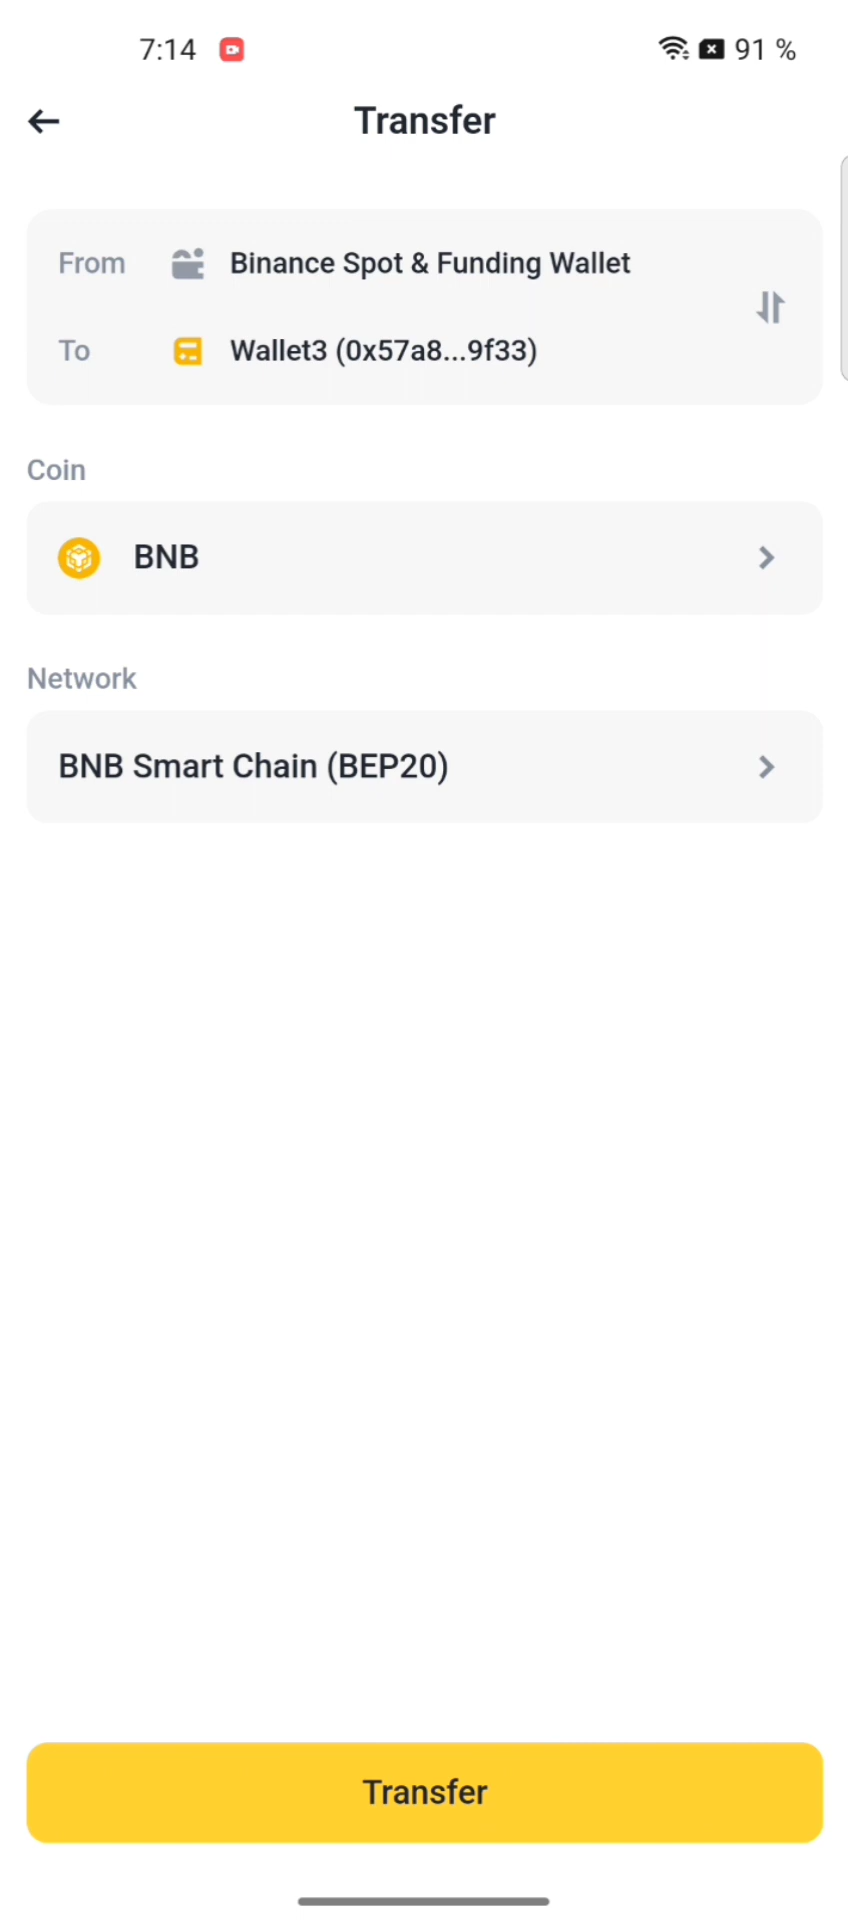 7:14
91 %
Transfer
From Binance Spot & Funding Wallet
To Wallet3 (0x57a8...9f33)
Coin
BNB
Network
BNB Smart Chain (BEP20)
Transfer